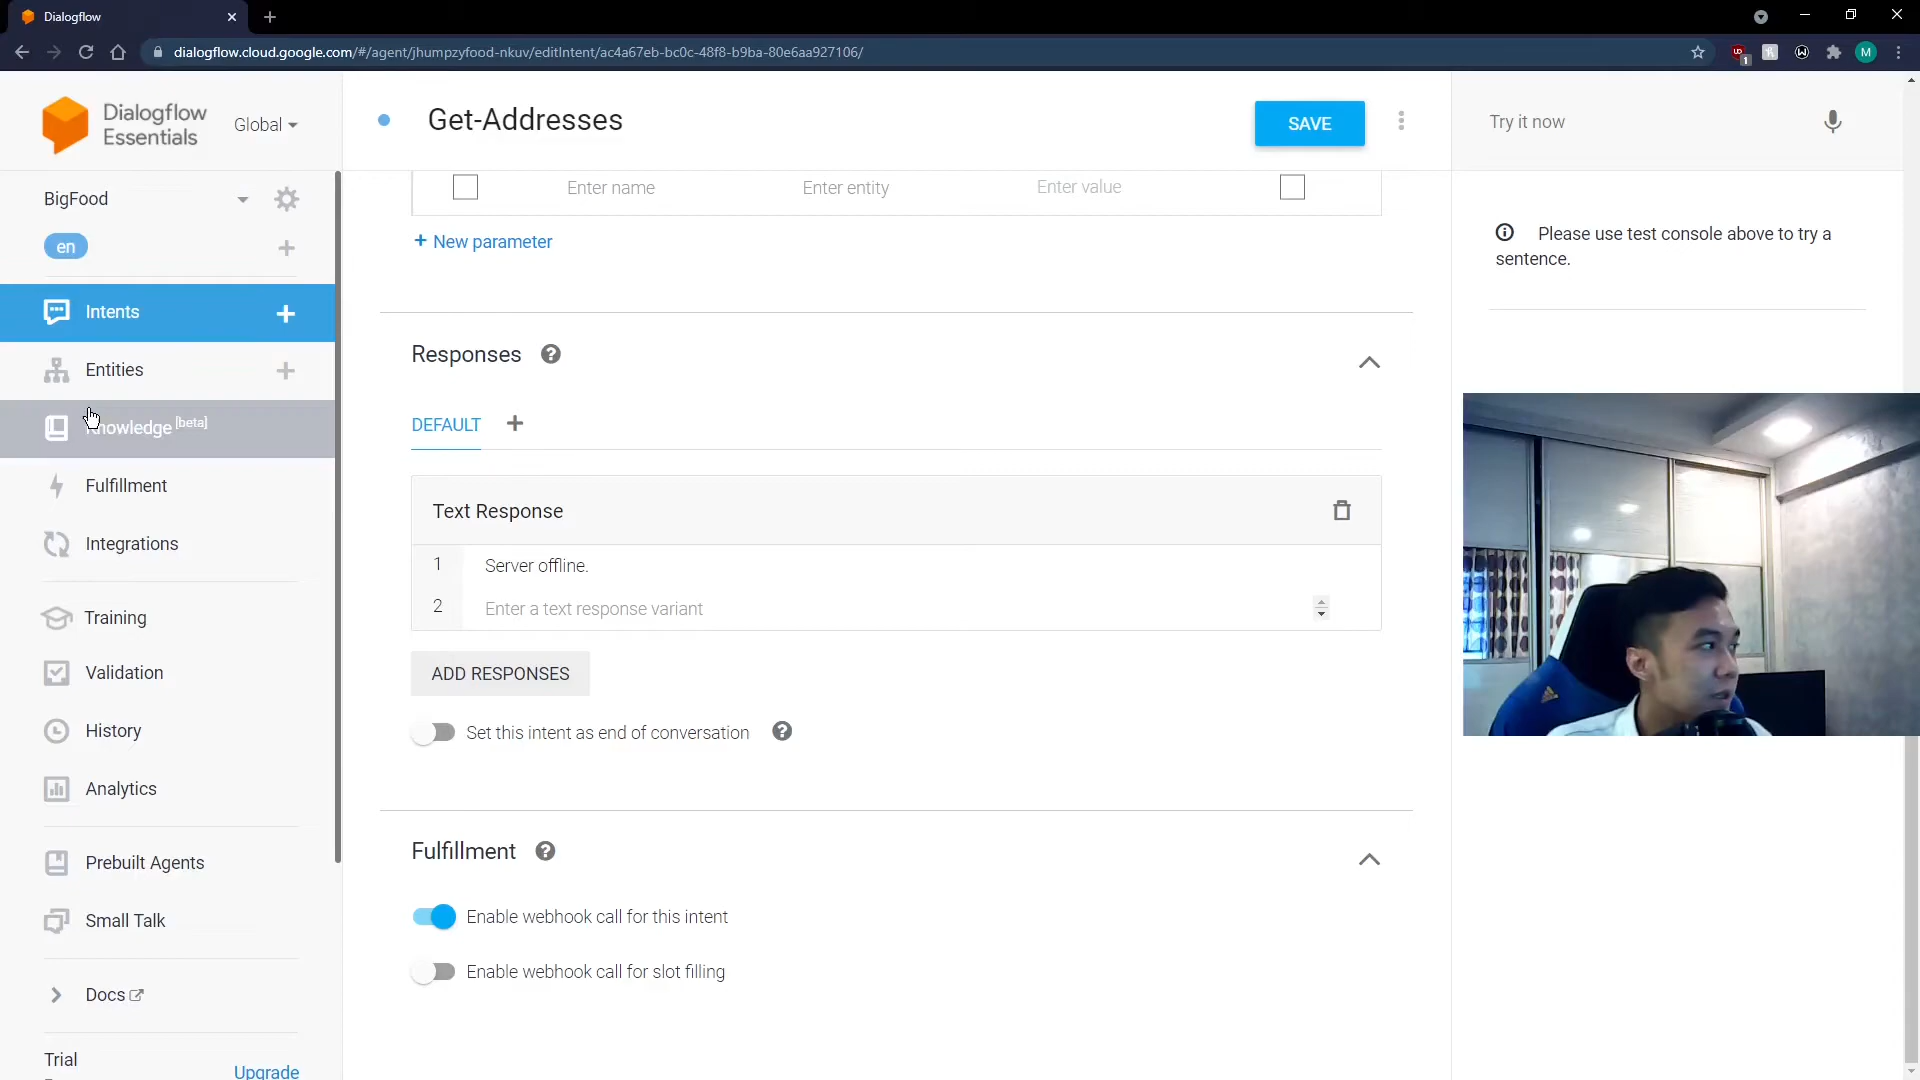 Dialogflow
dialogflow.cloud.google.com/#/agent/jhumpzyfood-nkuv/editIntent/ac4a67eb-bc0c-48f8-b9ba-80e6aa927106/
1
M
Dialogflow
Essentials
Global
BigFood
en
Intents
Entities
Knowledge [beta]
Fulfillment
Integrations
Training
Validation
History
Analytics
Prebuilt Agents
Small Talk
Docs
Trial
Upgrade
Get-Addresses
SAVE
Enter name
Enter entity
Enter value
+ New parameter
Responses
DEFAULT
Text Response
1 Server offline.
2 Enter a text response variant
ADD RESPONSES
Set this intent as end of conversation
Fulfillment
Enable webhook call for this intent
Enable webhook call for slot filling
Try it now
Please use test console above to try a
sentence.